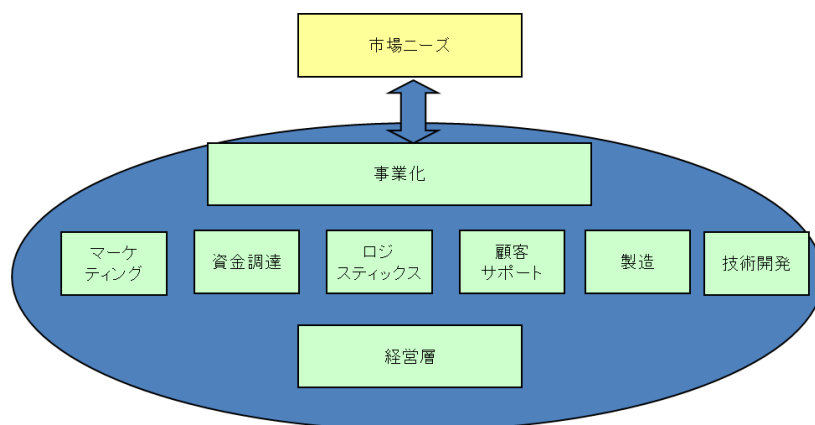 市場ニーズ
事業化
マーケ
ティング
資金調達
ロジ
スティックス
顧客
サポート
製造
技術開発
経営層